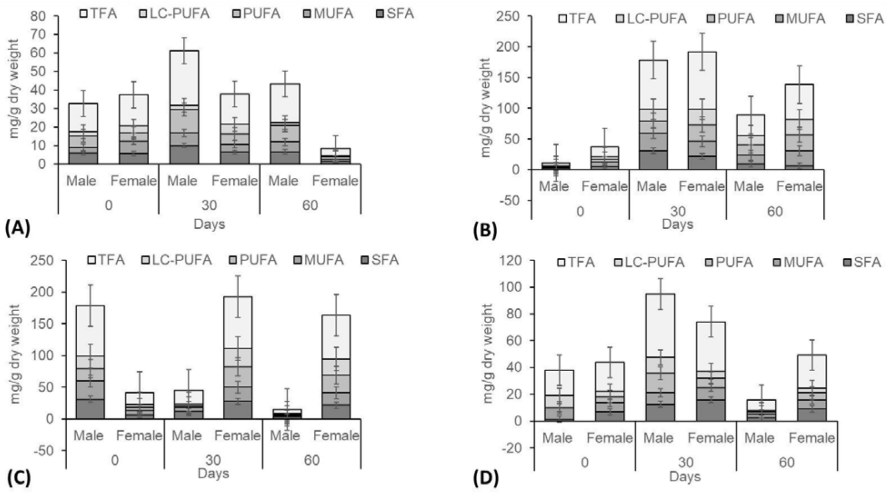 TFA LC-PUFA PUFA MUFA SFA
mg/g dry weight
80
70
60
50
40
30
20
10
0
Male Female Male Female Male Female
0 30 60
Days
(A)
TFA LC-PUFA PUFA MUFA SFA
mg/g dry weight
250
200
150
100
50
0
-50
Male Female Male Female Male Female
0 30 60
Days
(B)
TFA LC-PUFA PUFA MUFA SFA
mg/g dry weight
250
200
150
100
50
0
-50
Male Female Male Female Male Female
0 30 60
Days
(C)
TFA LC-PUFA PUFA MUFA SFA
mg/g dry weight
120
100
80
60
40
20
0
-20
Male Female Male Female Male Female
0 30 60
Days
(D)